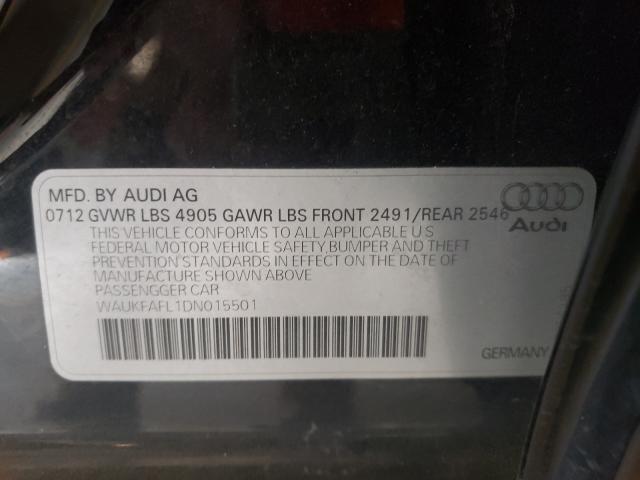 MFD. BY AUDI AG
0712 GVWR LBS 4905 GAWR LBS FRONT 2491/REAR 2546
THIS VEHICLE CONFORMS TO ALL APPLICABLE U S
FEDERAL MOTOR VEHICLE SAFETY,BUMPER AND THEFT
PREVENTION STANDARDS IN EFFECT ON THE DATE OF
MANUFACTURE SHOWN ABOVE
PASSENGGER CAR
WAUKFAFL1DN015501
Audi
GERMANY